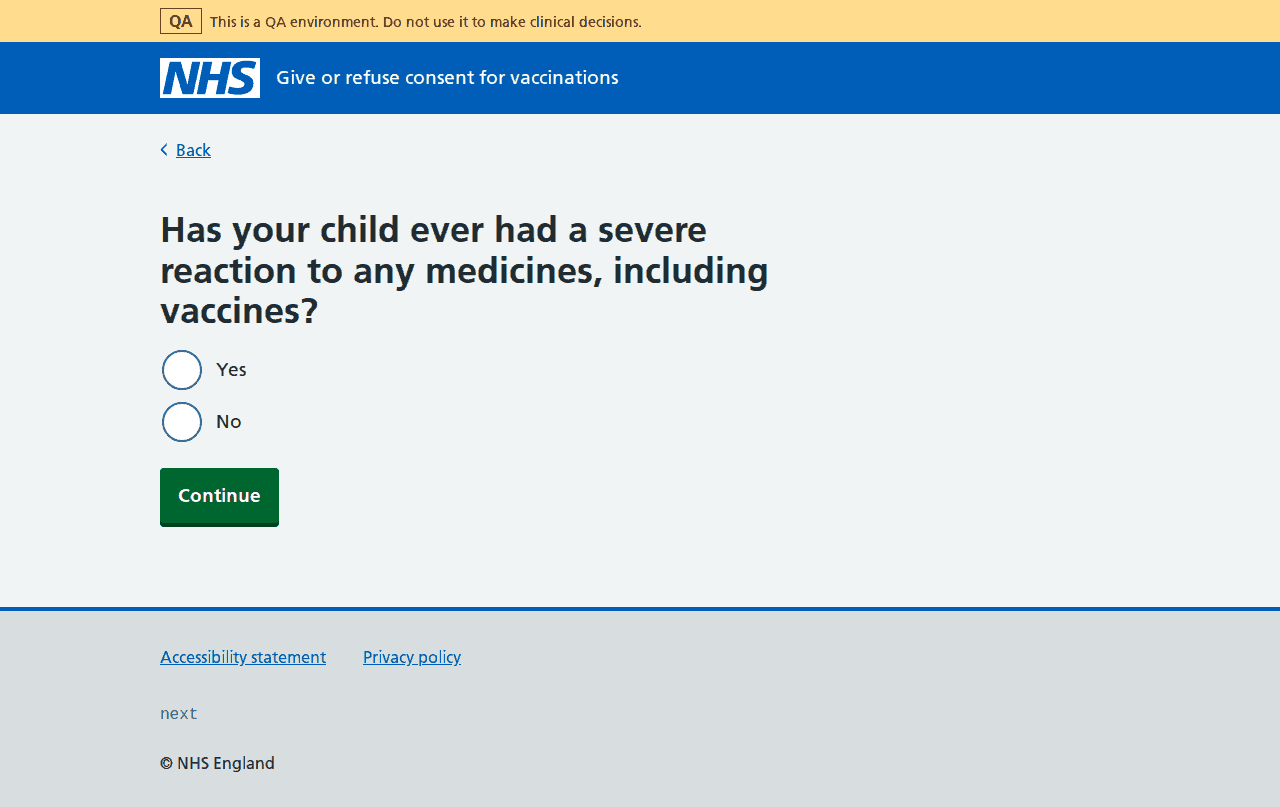 QA This is a QA environment. Do not use it to make clinical decisions.
NHS Give or refuse consent for vaccinations
Back
Has your child ever had a severe
reaction to any medicines, including
vaccines?
Yes
No
Continue
Accessibility statement Privacy policy
next
© NHS England